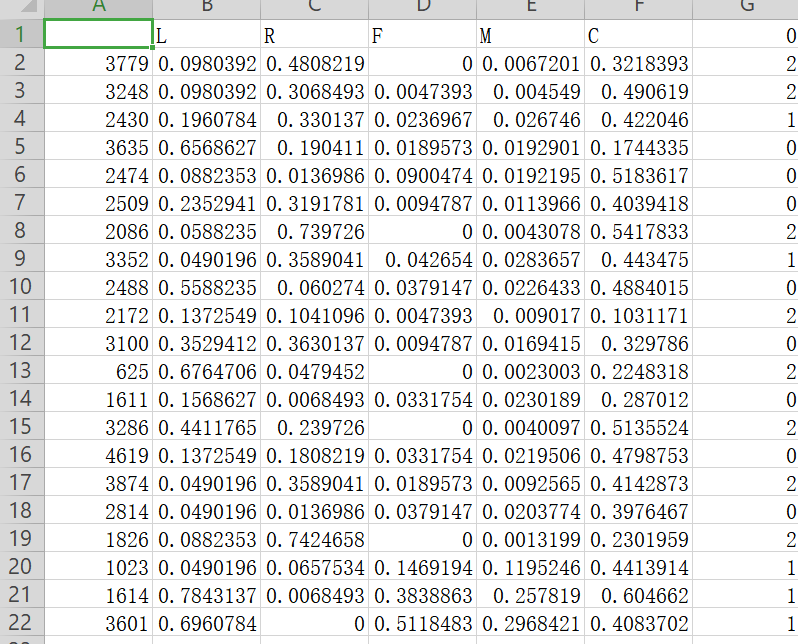 A B C D E F G
1 L R F M C 0
2 3779 0.0980392 0.4808219 0 0.0067201 0.3218393 2
3 3248 0.0980392 0.3068493 0.0047393 0.004549 0.490619 2
4 2430 0.1960784 0.330137 0.0236967 0.026746 0.422046 1
5 3635 0.6568627 0.190411 0.0189573 0.0192901 0.1744335 0
6 2474 0.0882353 0.0136986 0.0900474 0.0192195 0.5183617 0
7 2509 0.2352941 0.3191781 0.0094787 0.0113966 0.4039418 0
8 2086 0.0588235 0.739726 0 0.0043078 0.5417833 2
9 3352 0.0490196 0.3589041 0.042654 0.0283657 0.443475 1
10 2488 0.5588235 0.060274 0.0379147 0.0226433 0.4884015 0
11 2172 0.1372549 0.1041096 0.0047393 0.009017 0.1031171 2
12 3100 0.3529412 0.3630137 0.0094787 0.0169415 0.329786 0
13 625 0.6764706 0.0479452 0 0.0023003 0.2248318 2
14 1611 0.1568627 0.0068493 0.0331754 0.0230189 0.287012 0
15 3286 0.4411765 0.239726 0 0.0040097 0.5135524 2
16 4619 0.1372549 0.1808219 0.0331754 0.0219506 0.4798753 0
17 3874 0.0490196 0.3589041 0.0189573 0.0092565 0.4142873 2
18 2814 0.0490196 0.0136986 0.0379147 0.0203774 0.3976467 0
19 1826 0.0882353 0.7424658 0 0.0013199 0.2301959 2
20 1023 0.0490196 0.0657534 0.1469194 0.1195246 0.4413914 1
21 1614 0.7843137 0.0068493 0.3838863 0.257819 0.604662 1
22 3601 0.6960784 0 0.5118483 0.2968421 0.4083702 1